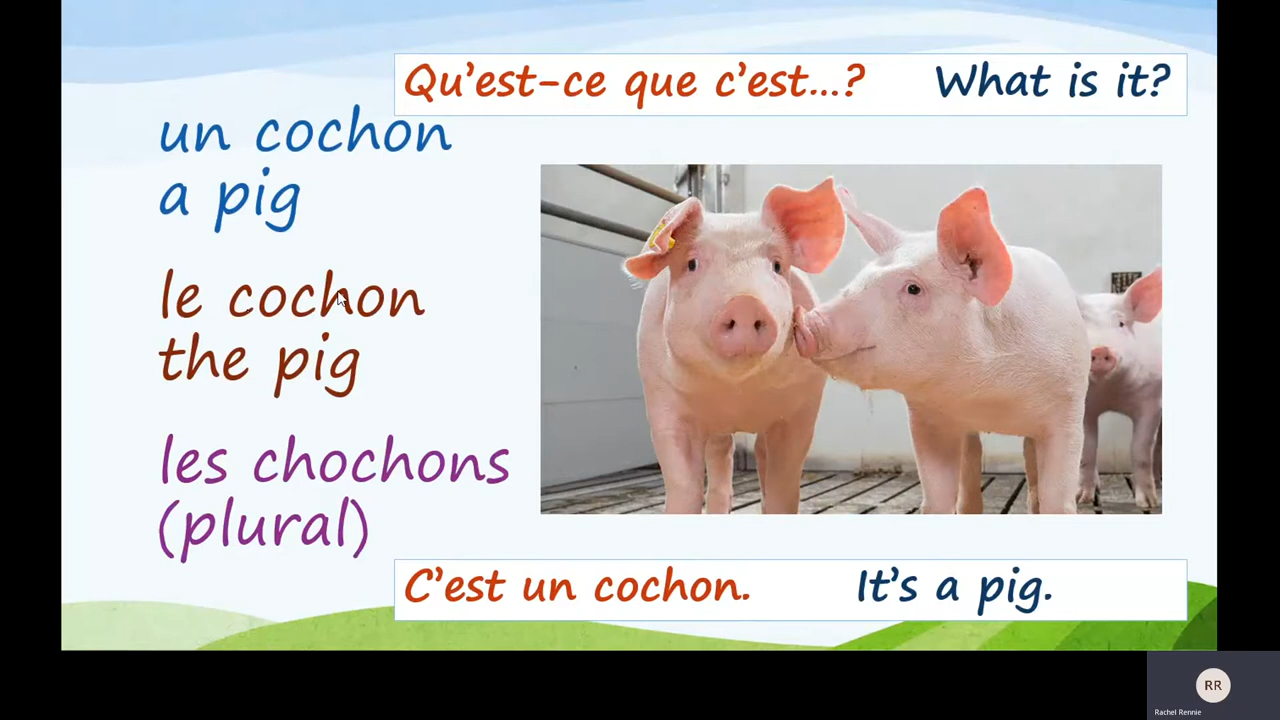 Qu'est-ce que c'est...? What is it?
un cochon
a pig
le cochon
the pig
les chochons
(plural)
C'est un cochon. It's a pig.
RR
Rachel Rennie